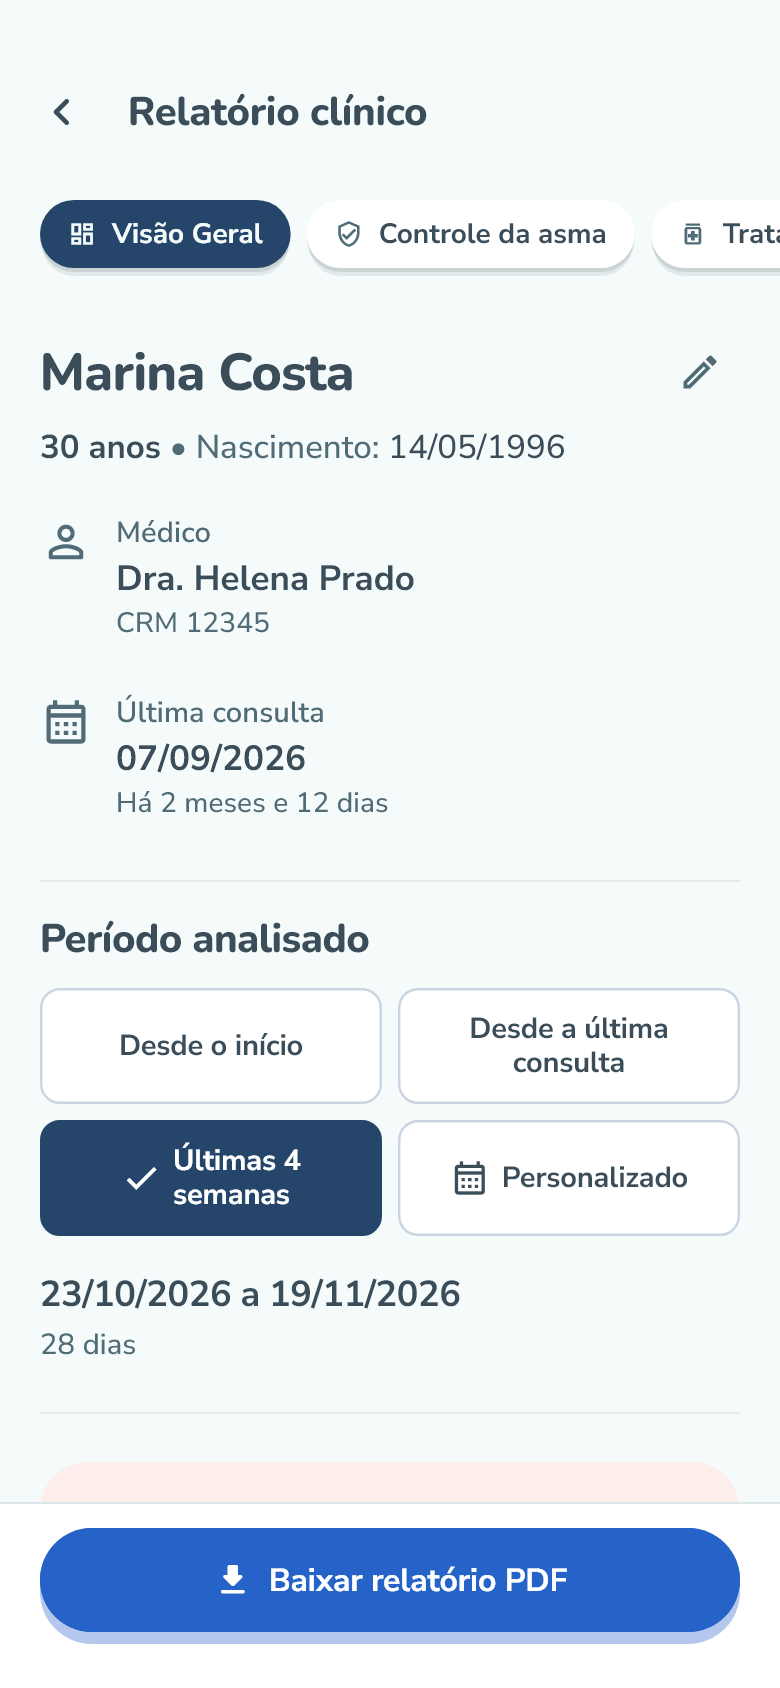 Relatório clínico
Visão Geral
Controle da asma
Trata
Marina Costa
30 anos • Nascimento: 14/05/1996
Médico
Dra. Helena Prado
CRM 12345
Última consulta
07/09/2026
Há 2 meses e 12 dias
Período analisado
Desde o início
Desde a última
consulta
Últimas 4
semanas
Personalizado
23/10/2026 a 19/11/2026
28 dias
Baixar relatório PDF